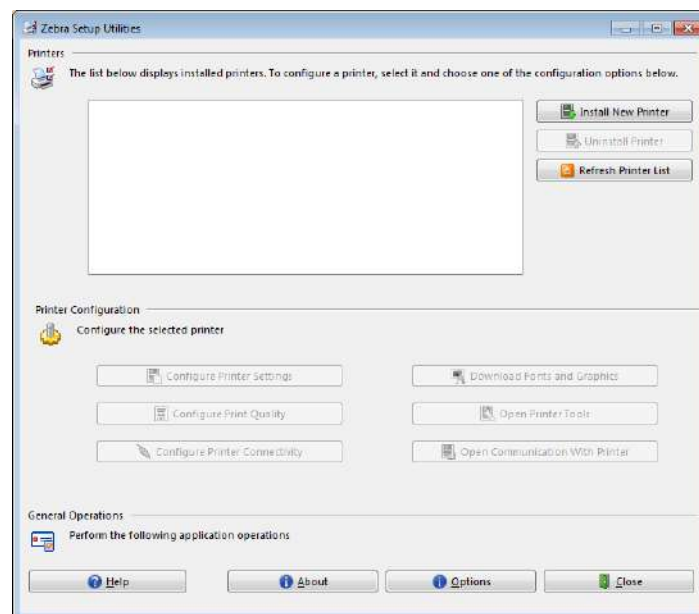 Zebra Setup Utilities
Printers
The list below displays installed printers. To configure a printer, select it and choose one of the configuration options below.
Install New Printer
Uninstall Printer
Refresh Printer List
Printer Configuration
Configure the selected printer
Configure Printer Settings
Download Fonts and Graphics
Configure Print Quality
Open Printer Tools
Configure Printer Connectivity
Open Communication With Printer
General Operations
Perform the following application operations
Help
About
Options
Close